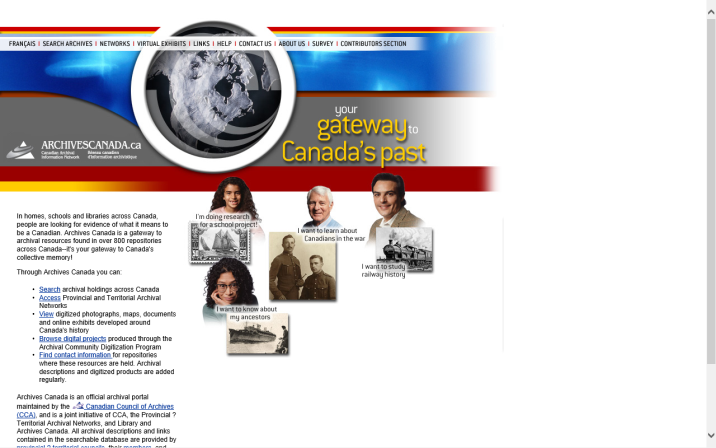 FRANÇAIS | SEARCH ARCHIVES | NETWORKS | VIRTUAL EXHIBITS | LINKS | HELP | CONTACT US | ABOUT US | SURVEY | CONTRIBUTORS SECTION
your
gateway to
Canada's past
ARCHIVESCANADA.ca
Canadian Archival Information Network
Réseau canadien d'information archivistique
I'm doing research
for a school project!
I want to learn about
Canadians in the war
I want to study
railway history
I want to know about
my ancestors
In homes, schools and libraries across Canada,
people are looking for evidence of what it means to
be a Canadian. Archives Canada is a gateway to
archival resources found in over 800 repositories
across Canada–it's your gateway to Canada's
collective memory!
Through Archives Canada you can:
• Search archival holdings across Canada
• Access Provincial and Territorial Archival
Networks
• View digitized photographs, maps, documents
and online exhibits developed around
Canada's history
• Browse digital projects produced through the
Archival Community Digitization Program
• Find contact information for repositories
where these resources are held. Archival
descriptions and digitized products are added
regularly.
Archives Canada is an official archival portal
maintained by the Canadian Council of Archives
(CCA), and is a joint initiative of CCA, the Provincial ?
Territorial Archival Networks, and Library and
Archives Canada. All archival descriptions and links
contained in the searchable database are provided by
provincial ? territorial councils, their members, and